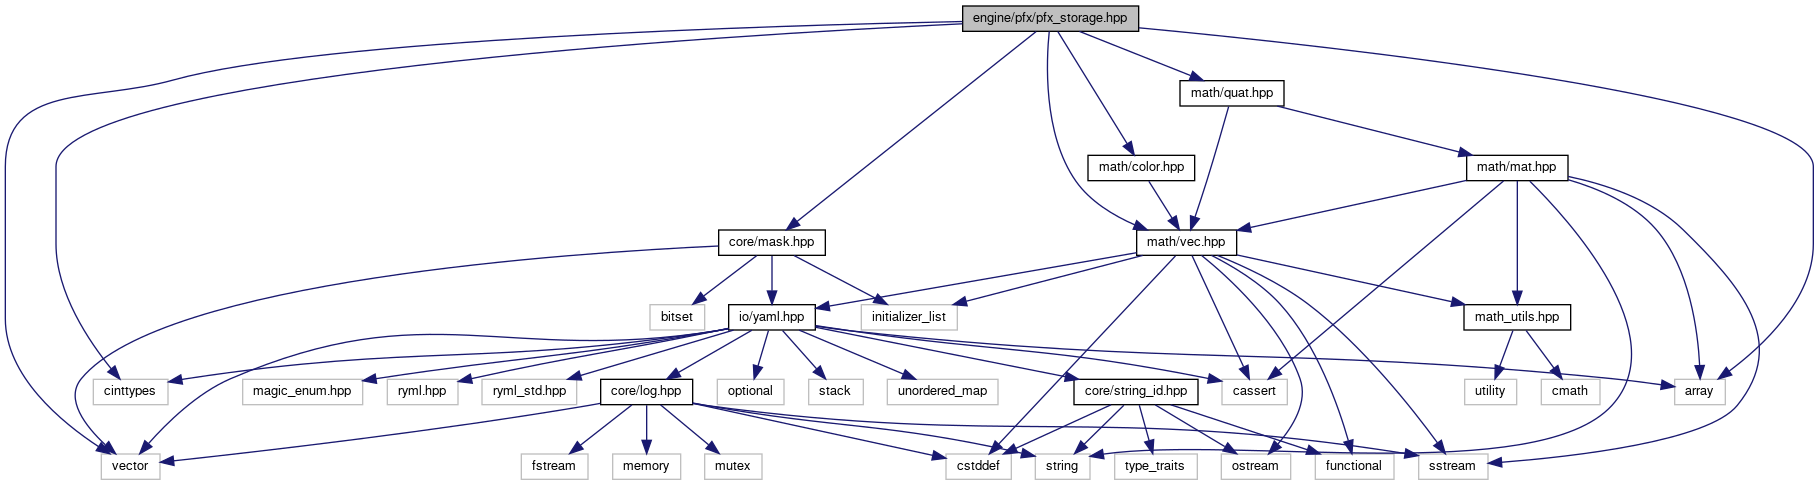 engine/pfx/pfx_storage.hpp
math/quat.hpp
math/color.hpp
math/mat.hpp
core/mask.hpp
math/vec.hpp
bitset
io/yaml.hpp
initializer_list
math_utils.hpp
cinttypes
magic_enum.hpp
ryml.hpp
ryml_std.hpp
core/log.hpp
optional
stack
unordered_map
core/string_id.hpp
cassert
utility
cmath
array
vector
fstream
memory
mutex
cstddef
string
type_traits
ostream
functional
sstream